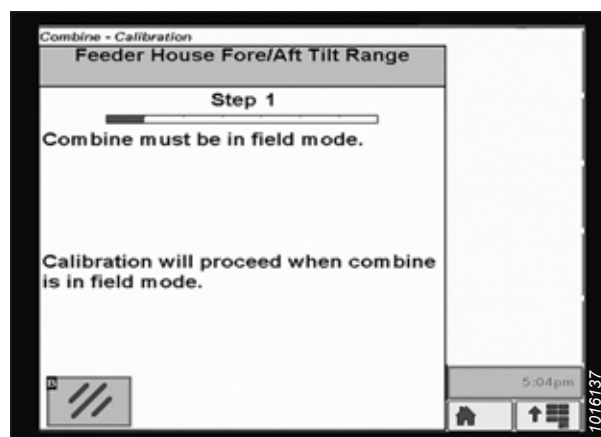 Combine - Calibration
Feeder House Fore/Aft Tilt Range
Step 1
Combine must be in field mode.
Calibration will proceed when combine
is in field mode.
5:04pm
1016137